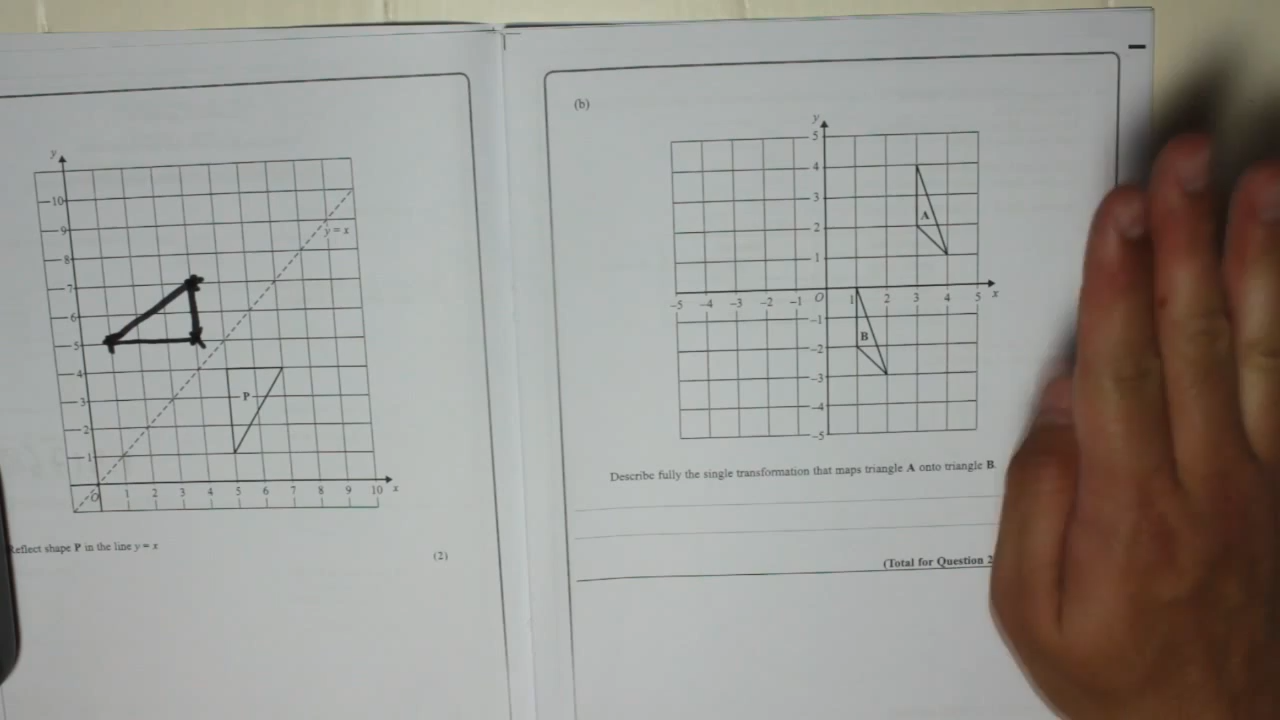 y
10
9
8
7
6
5
4
3
2
1
O
1 2 3 4 5 6 7 8 9 10 x
y = x
P
Reflect shape P in the line y = x
(2)
(b)
y
5
4
3
2
1
A
-5 -4 -3 -2 -1 O 1 2 3 4 5 x
-1
-2
-3
-4
-5
B
Describe fully the single transformation that maps triangle A onto triangle B.
(Total for Question 2